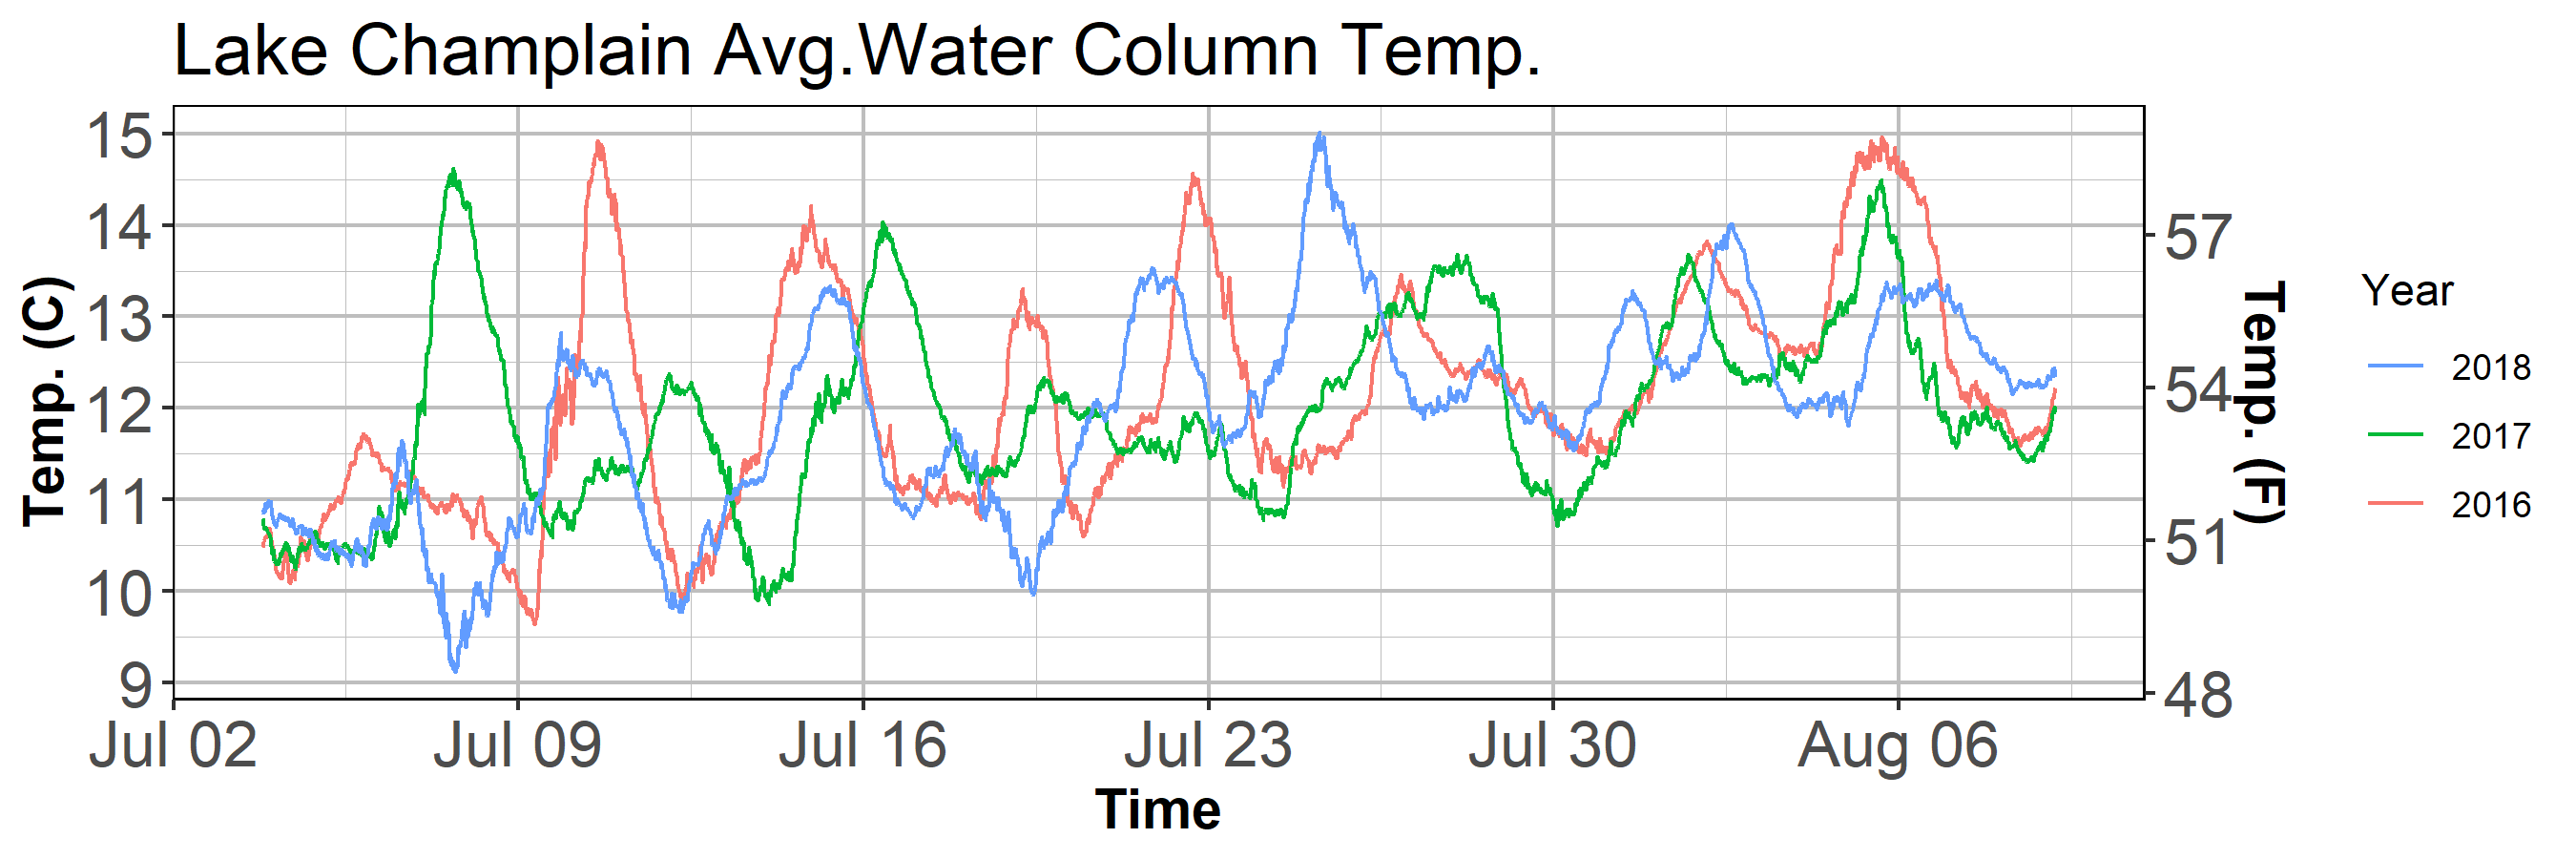 Lake Champlain Avg.Water Column Temp.
Temp. (C)
15
14
13
12
11
10
9
57
54
51
48
Temp. (F)
Jul 02 Jul 09 Jul 16 Jul 23 Jul 30 Aug 06
Time
Year
2018
2017
2016